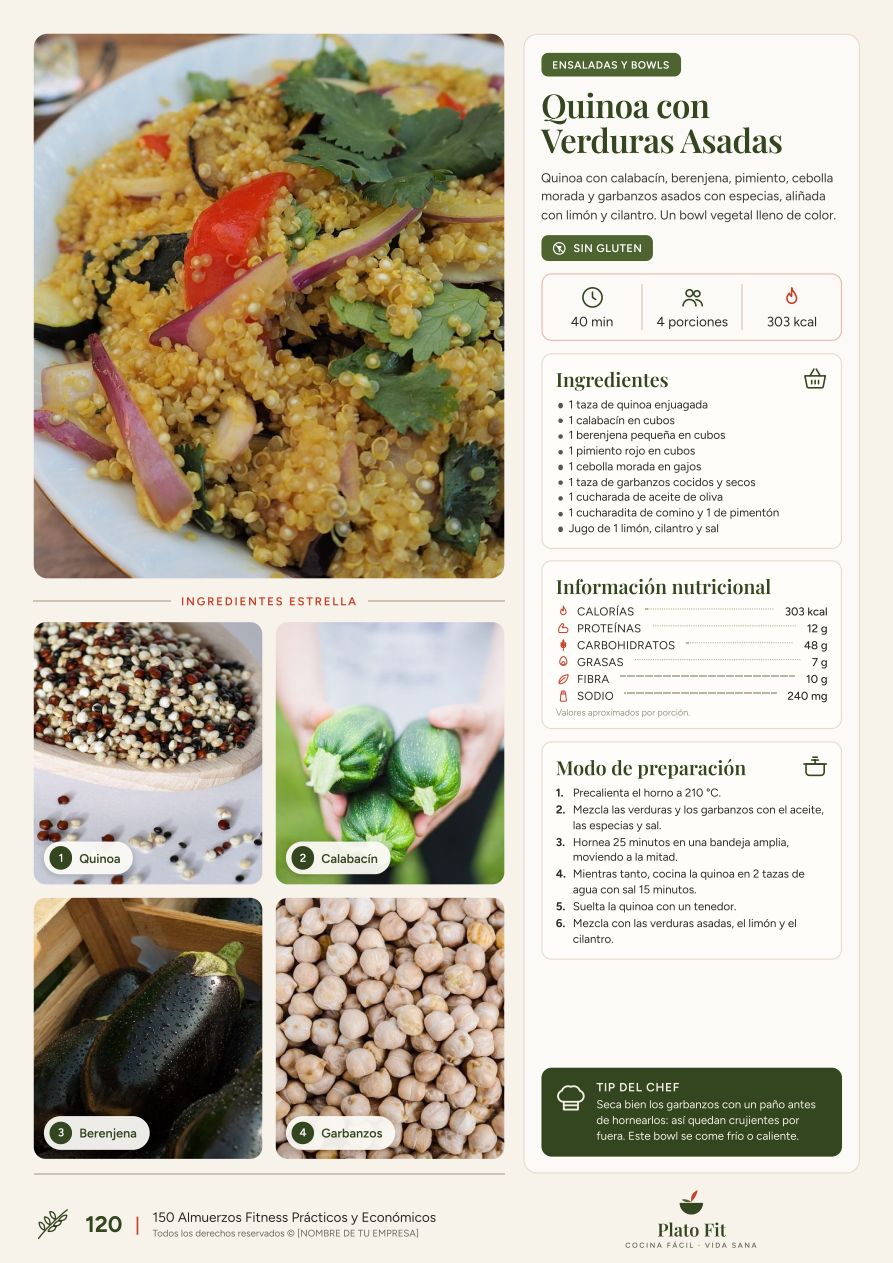 ENSALADAS Y BOWLS
Quinoa con
Verduras Asadas
Quinoa con calabacín, berenjena, pimiento, cebolla
morada y garbanzos asados con especias, aliñada
con limón y cilantro. Un bowl vegetal lleno de color.
SIN GLUTEN
40 min
4 porciones
303 kcal
Ingredientes
• 1 taza de quinoa enjuagada
• 1 calabacín en cubos
• 1 berenjena pequeña en cubos
• 1 pimiento rojo en cubos
• 1 cebolla morada en gajos
• 1 taza de garbanzos cocidos y secos
• 1 cucharada de aceite de oliva
• 1 cucharadita de comino y 1 de pimentón
• Jugo de 1 limón, cilantro y sal
Información nutricional
CALORÍAS 303 kcal
PROTEÍNAS 12 g
CARBOHIDRATOS 48 g
GRASAS 7 g
FIBRA 10 g
SODIO 240 mg
Valores aproximados por porción.
Modo de preparación
1. Precalienta el horno a 210 °C.
2. Mezcla las verduras y los garbanzos con el aceite,
las especias y sal.
3. Hornea 25 minutos en una bandeja amplia,
moviendo a la mitad.
4. Mientras tanto, cocina la quinoa en 2 tazas de
agua con sal 15 minutos.
5. Suelta la quinoa con un tenedor.
6. Mezcla con las verduras asadas, el limón y el
cilantro.
TIP DEL CHEF
Seca bien los garbanzos con un paño antes
de hornearlos: así quedan crujientes por
fuera. Este bowl se come frío o caliente.
INGREDIENTES ESTRELLA
1 Quinoa
2 Calabacín
3 Berenjena
4 Garbanzos
120
150 Almuerzos Fitness Prácticos y Económicos
Todos los derechos reservados © [NOMBRE DE TU EMPRESA]
Plato Fit
COCINA FÁCIL · VIDA SANA